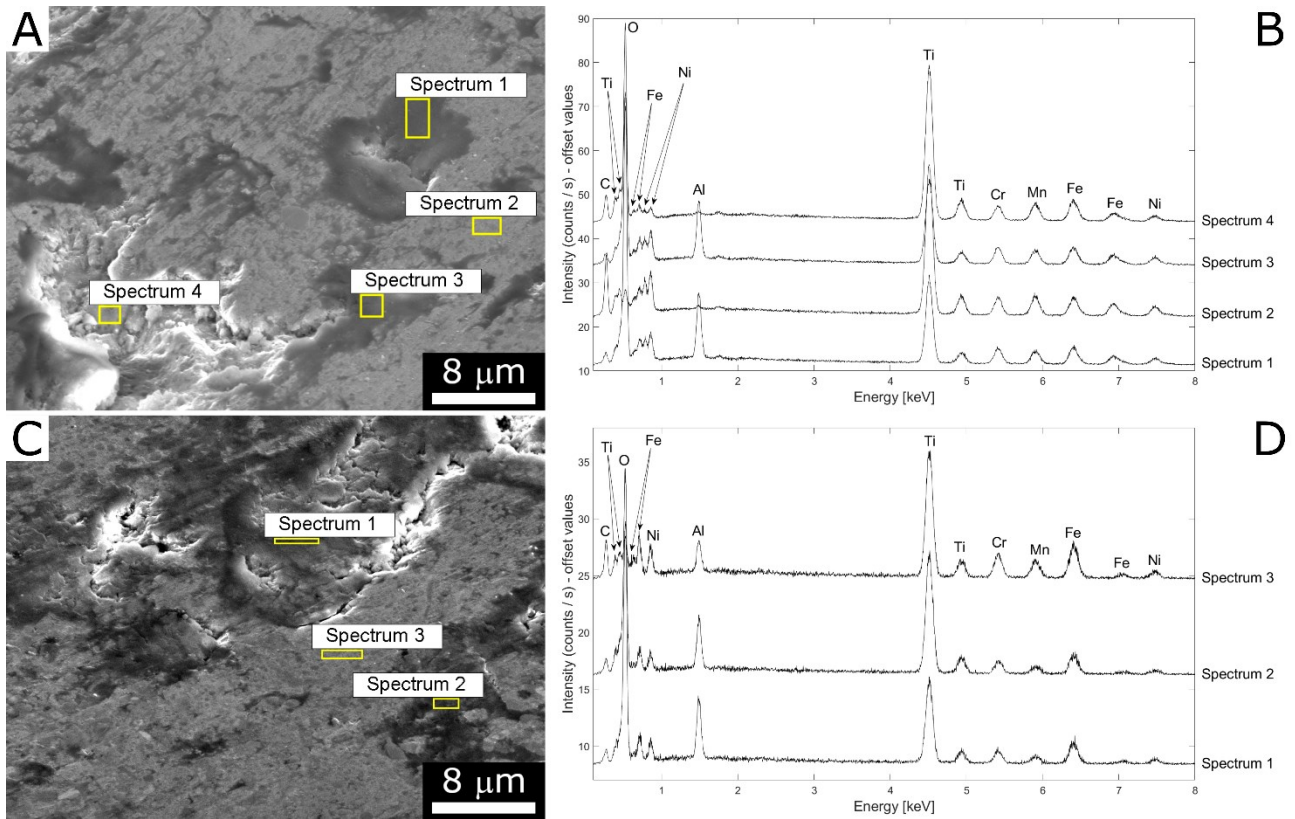 A
Spectrum 1
Spectrum 2
Spectrum 3
Spectrum 4
8 μm
B
Intensity (counts / s) - offset values
90
80
70
60
50
40
30
20
10
O
Ti
Fe
Ni
C
Al
Ti
Ti
Cr
Mn
Fe
Fe
Ni
Spectrum 4
Spectrum 3
Spectrum 2
Spectrum 1
1 2 3 4 5 6 7 8
Energy [keV]
C
Spectrum 1
Spectrum 3
Spectrum 2
8 μm
D
Intensity (counts / s) - offset values
35
30
25
20
15
10
Ti
O
Fe
C
Ni
Al
Ti
Ti
Cr
Mn
Fe
Fe
Ni
Spectrum 3
Spectrum 2
Spectrum 1
1 2 3 4 5 6 7 8
Energy [keV]